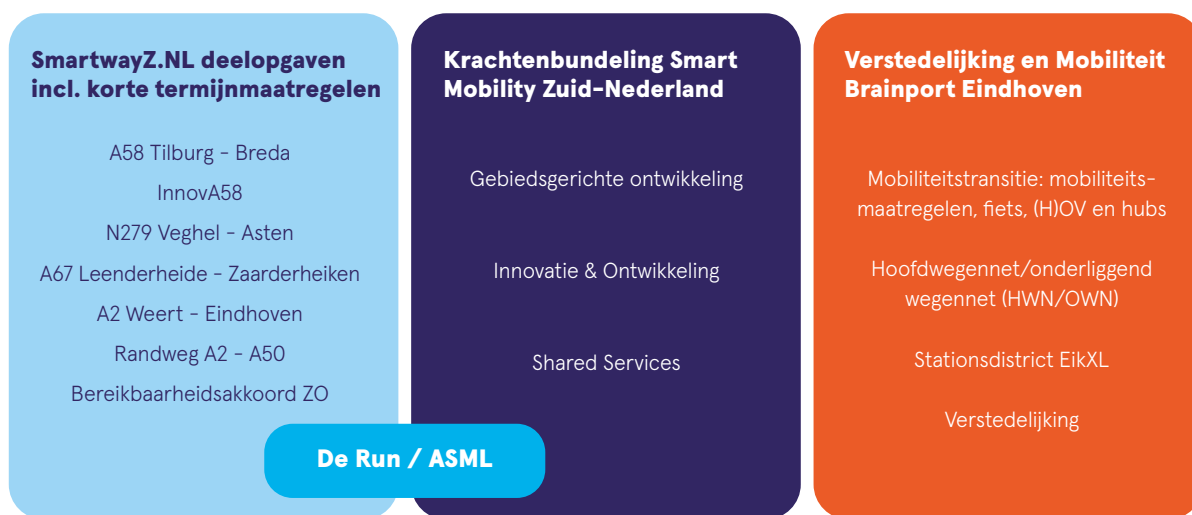 SmartwayZ.NL deelopgaven
incl. korte termijnmaatregelen
A58 Tilburg - Breda
InnovA58
N279 Veghel - Asten
A67 Leenderheide - Zaarderheiken
A2 Weert - Eindhoven
Randweg A2 - A50
Bereikbaarheidsakkoord ZO
De Run / ASML
Krachtenbundeling Smart
Mobility Zuid-Nederland
Gebiedsgerichte ontwikkeling
Innovatie & Ontwikkeling
Shared Services
Verstedelijking en Mobiliteit
Brainport Eindhoven
Mobiliteitstransitie: mobiliteits-
maatregelen, fiets, (H)OV en hubs
Hoofdwegennet/onderliggend
wegennet (HWN/OWN)
Stationsdistrict EikXL
Verstedelijking